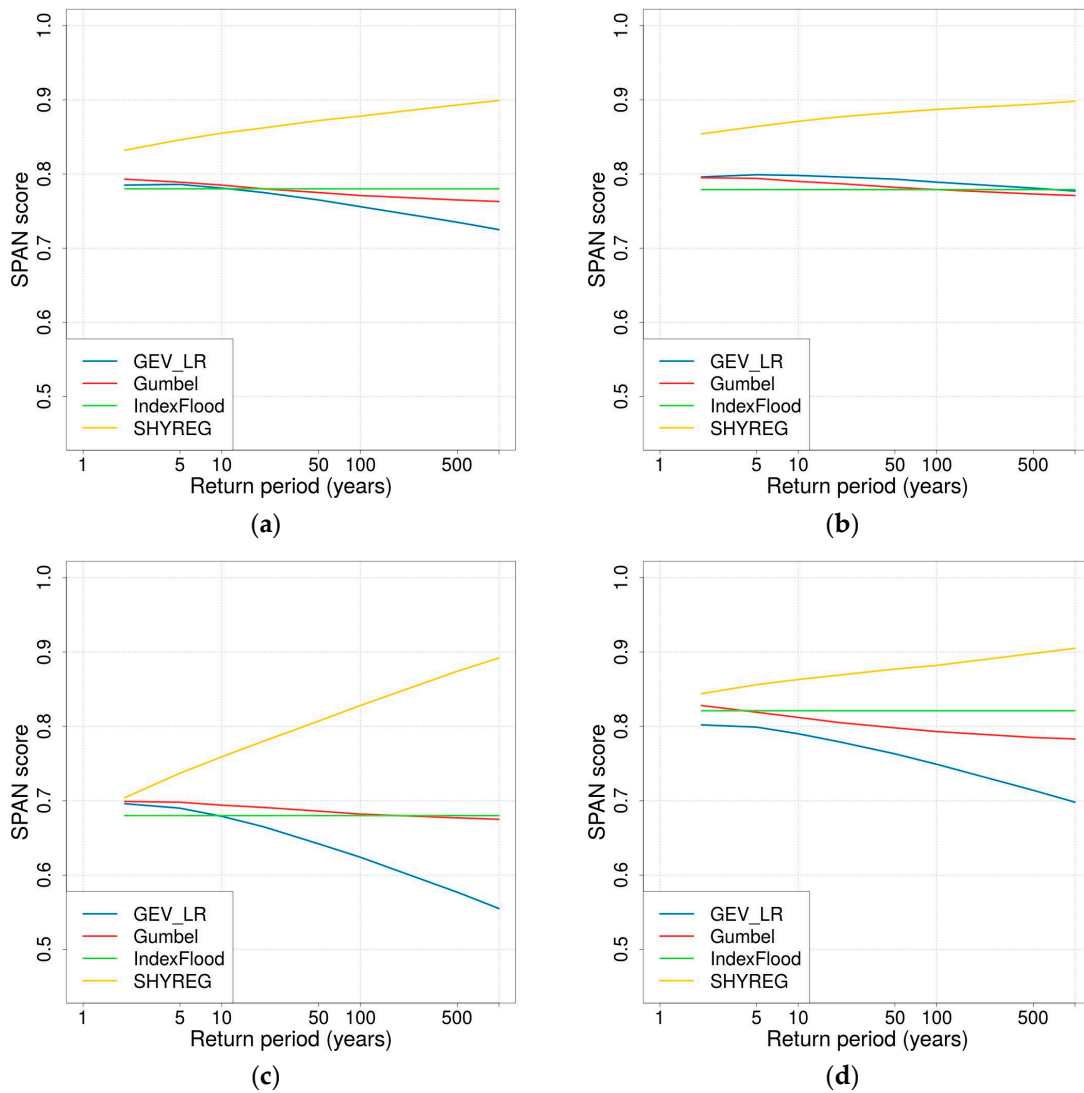 1.0
0.9
0.8
0.7
0.6
0.5
SPAN score
GEV_LR
Gumbel
IndexFlood
SHYREG
1 5 10 50 100 500
Return period (years)
(a)
1.0
0.9
0.8
0.7
0.6
0.5
SPAN score
GEV_LR
Gumbel
IndexFlood
SHYREG
1 5 10 50 100 500
Return period (years)
(b)
1.0
0.9
0.8
0.7
0.6
0.5
SPAN score
GEV_LR
Gumbel
IndexFlood
SHYREG
1 5 10 50 100 500
Return period (years)
(c)
1.0
0.9
0.8
0.7
0.6
0.5
SPAN score
GEV_LR
Gumbel
IndexFlood
SHYREG
1 5 10 50 100 500
Return period (years)
(d)